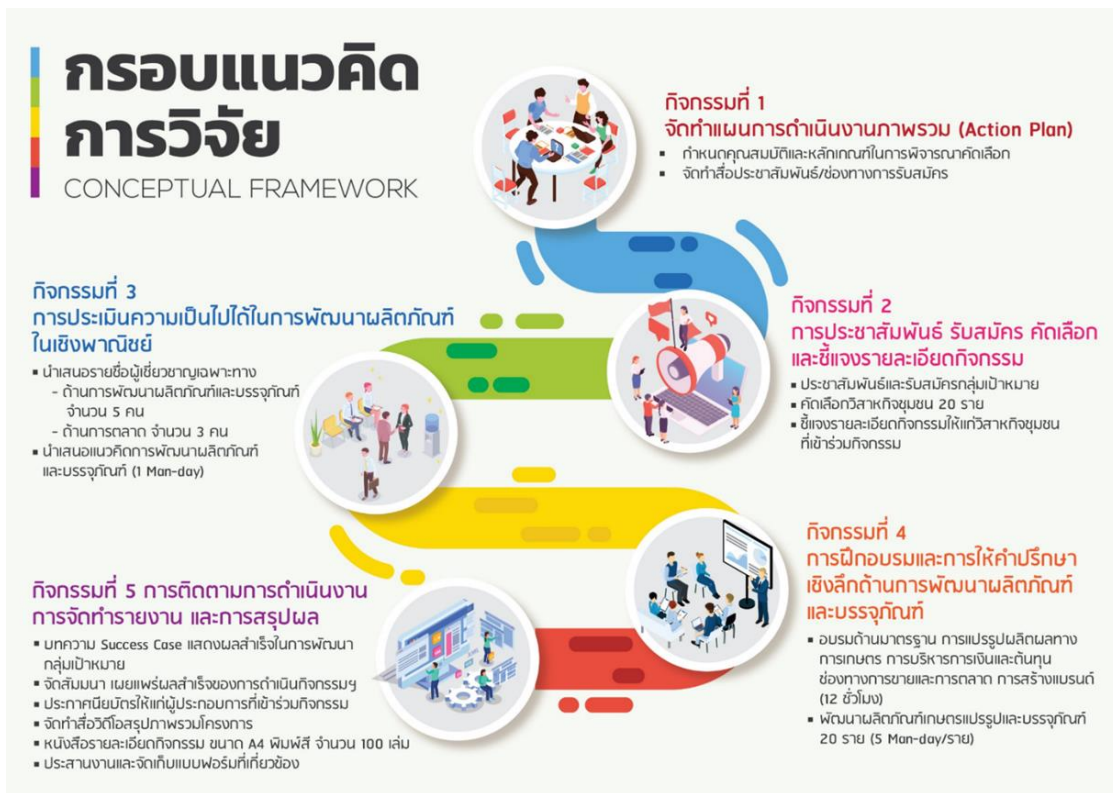 กรอบแนวคิด
การวิจัย
CONCEPTUAL FRAMEWORK
กิจกรรมที่ 1
จัดทำแผนการดำเนินงานภาพรวม (Action Plan)
▪ กำหนดคุณสมบัติและหลักเกณฑ์ในการพิจารณาคัดเลือก
▪ จัดทำสื่อประชาสัมพันธ์/ช่องทางการรับสมัคร
กิจกรรมที่ 2
การประชาสัมพันธ์ รับสมัคร คัดเลือก
และชี้แจงรายละเอียดกิจกรรม
▪ ประชาสัมพันธ์และรับสมัครกลุ่มเป้าหมาย
▪ คัดเลือกวิสาหกิจชุมชน 20 ราย
▪ ชี้แจงรายละเอียดกิจกรรมให้แก่วิสาหกิจชุมชน
ที่เข้าร่วมกิจกรรม
กิจกรรมที่ 3
การประเมินความเป็นไปได้ในการพัฒนาผลิตภัณฑ์
ในเชิงพาณิชย์
▪ นำเสนอรายชื่อผู้เชี่ยวชาญเฉพาะทาง
- ด้านการพัฒนาผลิตภัณฑ์และบรรจุภัณฑ์
จำนวน 5 คน
- ด้านการตลาด จำนวน 3 คน
▪ นำเสนอแนวคิดการพัฒนาผลิตภัณฑ์
และบรรจุภัณฑ์ (1 Man-day)
กิจกรรมที่ 4
การฝึกอบรมและการให้คำปรึกษา
เชิงลึกด้านการพัฒนาผลิตภัณฑ์
และบรรจุภัณฑ์
▪ อบรมด้านมาตรฐาน การแปรรูปผลิตผลทาง
การเกษตร การบริหารการเงินและต้นทุน
ช่องทางการขายและการตลาด การสร้างแบรนด์
(12 ชั่วโมง)
▪ พัฒนาผลิตภัณฑ์เกษตรแปรรูปและบรรจุภัณฑ์
20 ราย (5 Man-day/ราย)
กิจกรรมที่ 5 การติดตามการดำเนินงาน
การจัดทำรายงาน และการสรุปผล
▪ บทความ Success Case แสดงผลสำเร็จในการพัฒนา
กลุ่มเป้าหมาย
▪ จัดสัมมนา เผยแพร่ผลสำเร็จของการดำเนินกิจกรรมฯ
▪ ประกาศนียบัตรให้แก่ผู้ประกอบการที่เข้าร่วมกิจกรรม
▪ จัดทำสื่อวิดีโอสรุปภาพรวมโครงการ
▪ หนังสือรายละเอียดกิจกรรม ขนาด A4 พิมพ์สี จำนวน 100 เล่ม
▪ ประสานงานและจัดเก็บแบบฟอร์มที่เกี่ยวข้อง